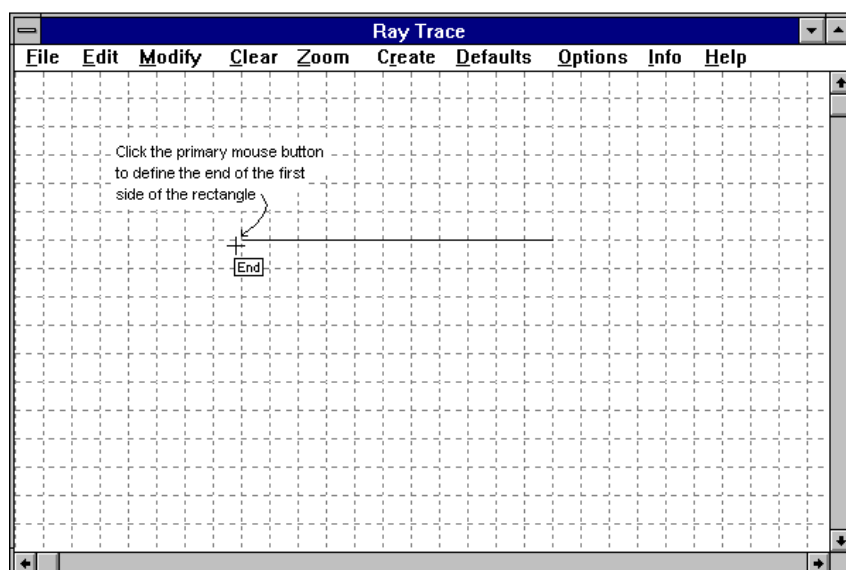 Ray Trace
File Edit Modify Clear Zoom Create Defaults Options Info Help
Click the primary mouse button
to define the end of the first
side of the rectangle
End